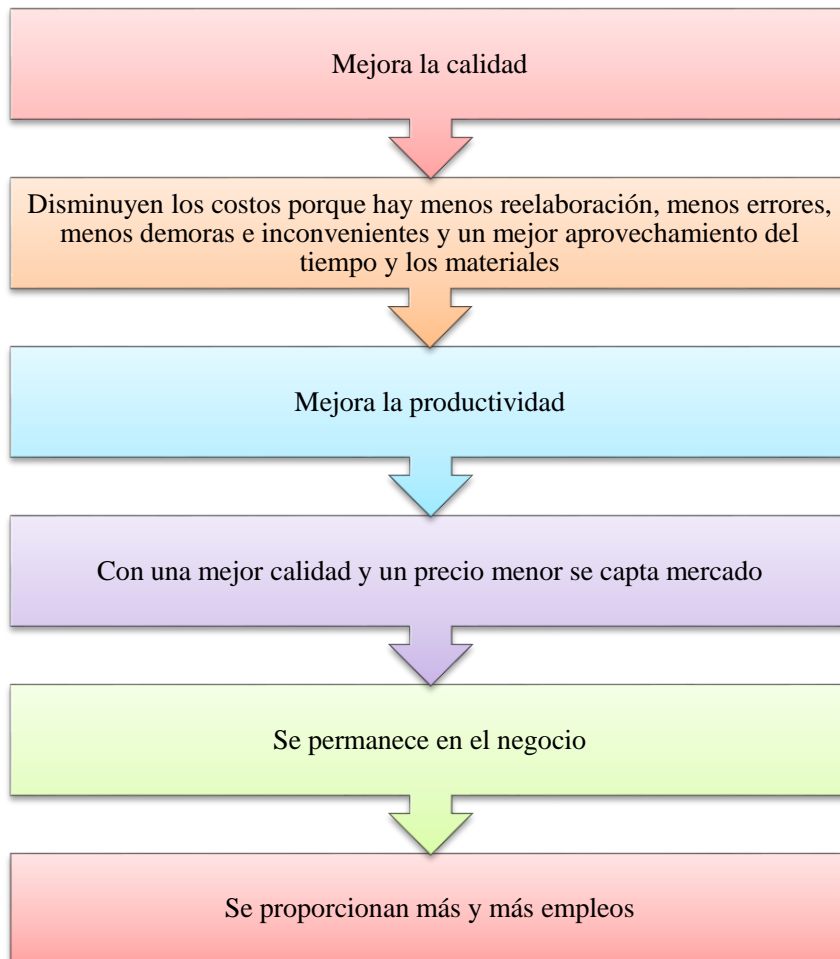 Mejora la calidad
Disminuyen los costos porque hay menos reelaboración, menos errores,
menos demoras e inconvenientes y un mejor aprovechamiento del
tiempo y los materiales
Mejora la productividad
Con una mejor calidad y un precio menor se capta mercado
Se permanece en el negocio
Se proporcionan más y más empleos